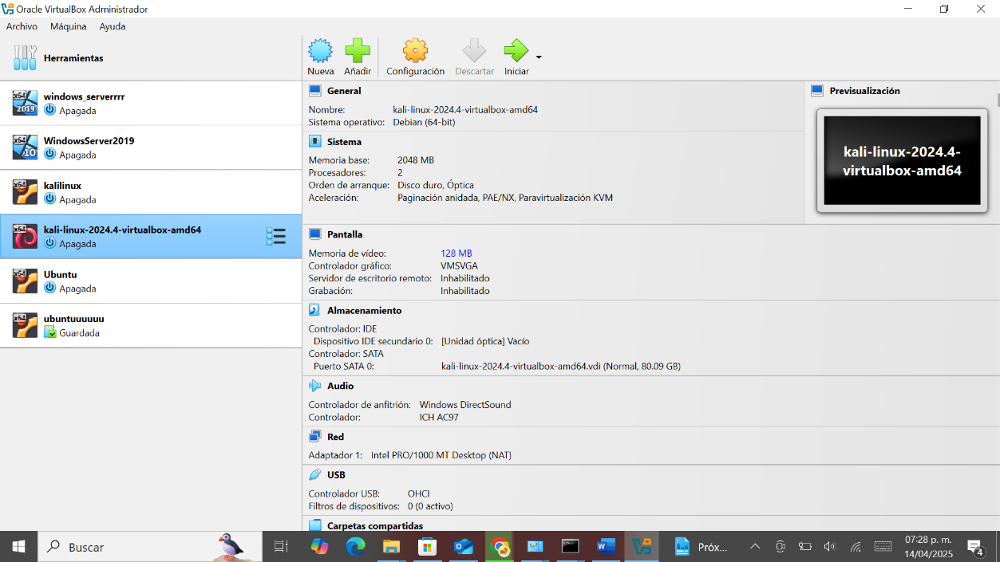 Oracle VirtualBox Administrador
Archivo Máquina Ayuda
Herramientas
Nueva Añadir Configuración Descartar Iniciar
x64 2019 windows_serverrrr
Apagada
x64 10 WindowsServer2019
Apagada
x64 kalilinux
Apagada
x64 kali-linux-2024.4-virtualbox-amd64
Apagada
x64 Ubuntu
Apagada
x64 ubuntuuuuuu
Guardada
General
Nombre: kali-linux-2024.4-virtualbox-amd64
Sistema operativo: Debian (64-bit)
Sistema
Memoria base: 2048 MB
Procesadores: 2
Orden de arranque: Disco duro, Óptica
Aceleración: Paginación anidada, PAE/NX, Paravirtualización KVM
Previsualización
kali-linux-2024.4-
virtualbox-amd64
Pantalla
Memoria de vídeo: 128 MB
Controlador gráfico: VMSVGA
Servidor de escritorio remoto: Inhabilitado
Grabación: Inhabilitado
Almacenamiento
Controlador: IDE
Dispositivo IDE secundario 0: [Unidad óptica] Vacío
Controlador: SATA
Puerto SATA 0: kali-linux-2024.4-virtualbox-amd64.vdi (Normal, 80.09 GB)
Audio
Controlador de anfitrión: Windows DirectSound
Controlador: ICH AC97
Red
Adaptador 1: Intel PRO/1000 MT Desktop (NAT)
USB
Controlador USB: OHCI
Filtros de dispositivos: 0 (0 activo)
Carpetas compartidas
Buscar
Próx...
07:28 p. m.
14/04/2025
4